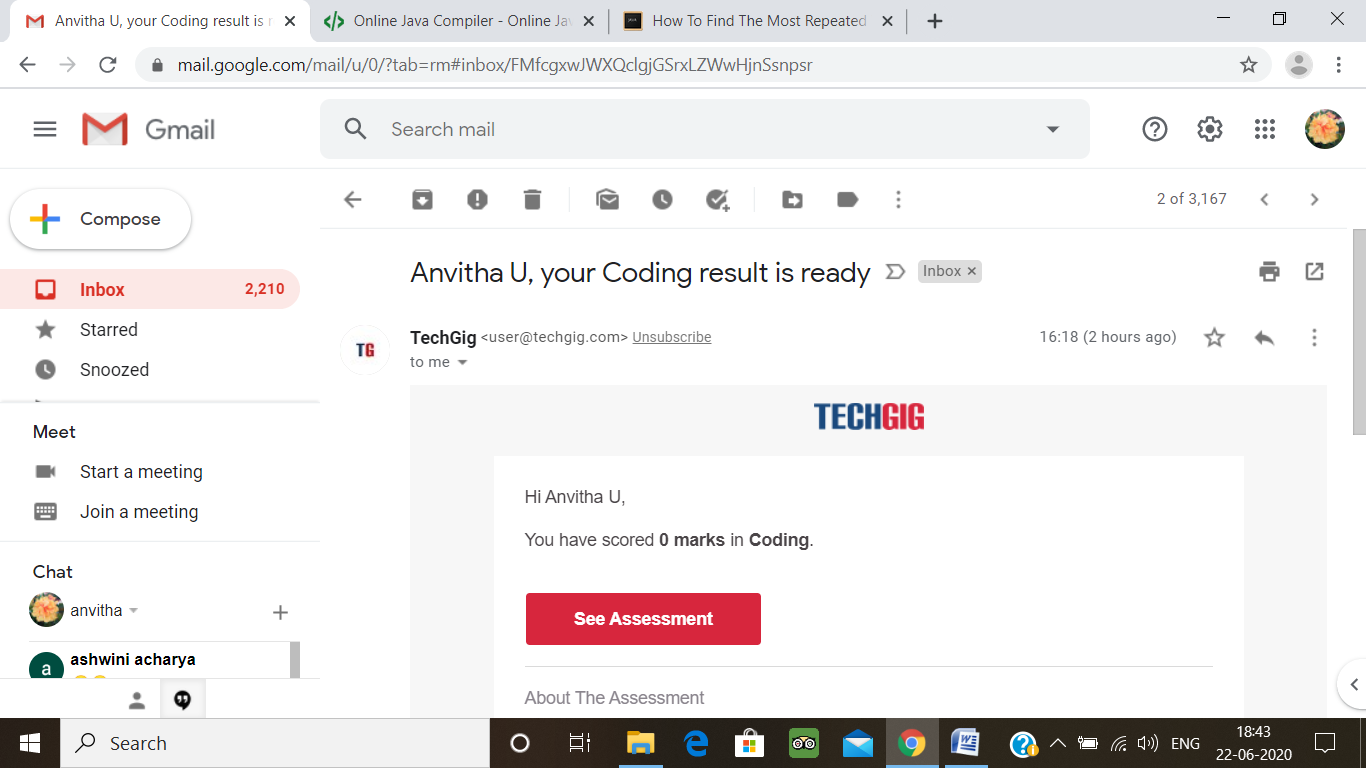 Anvitha U, your Coding result is r
Online Java Compiler - Online Jav
How To Find The Most Repeated
mail.google.com/mail/u/0/?tab=rm#inbox/FMfcgxwJWXQclgjGSrxLZWwHjnSsnpsr
Gmail
Search mail
Compose
2 of 3,167
Inbox 2,210
Starred
Snoozed
Anvitha U, your Coding result is ready Inbox ×
TechGig <user@techgig.com> Unsubscribe 16:18 (2 hours ago)
to me
TG
TECHGIG
Meet
Start a meeting
Join a meeting
Hi Anvitha U,
You have scored 0 marks in Coding.
See Assessment
About The Assessment
Chat
anvitha
a
ashwini acharya
Search
ENG
18:43
22-06-2020